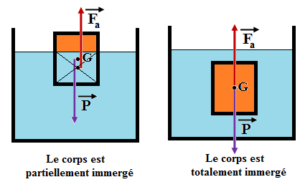 Fa
G
P
Le corps est
partiellement immergé
Fa
G
P
Le corps est
totalement immergé